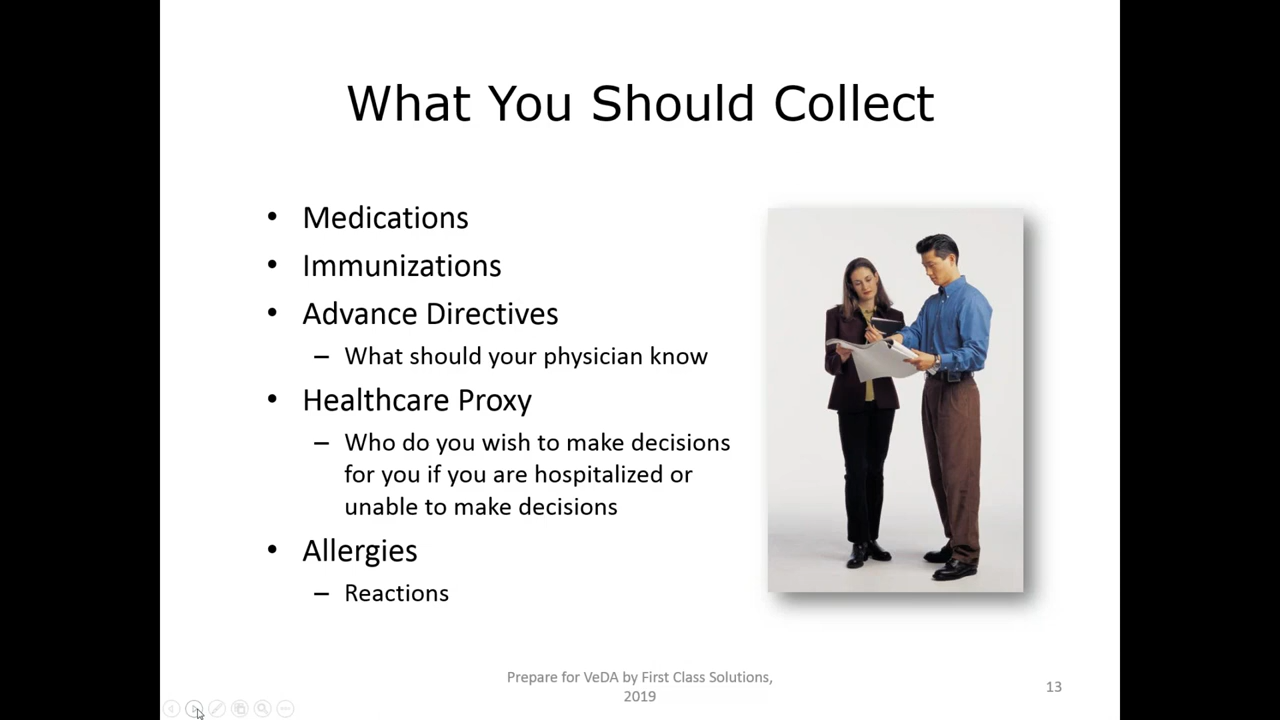 What You Should Collect
• Medications
• Immunizations
• Advance Directives
– What should your physician know
• Healthcare Proxy
– Who do you wish to make decisions
for you if you are hospitalized or
unable to make decisions
• Allergies
– Reactions
Prepare for VeDA by First Class Solutions,
2019
13